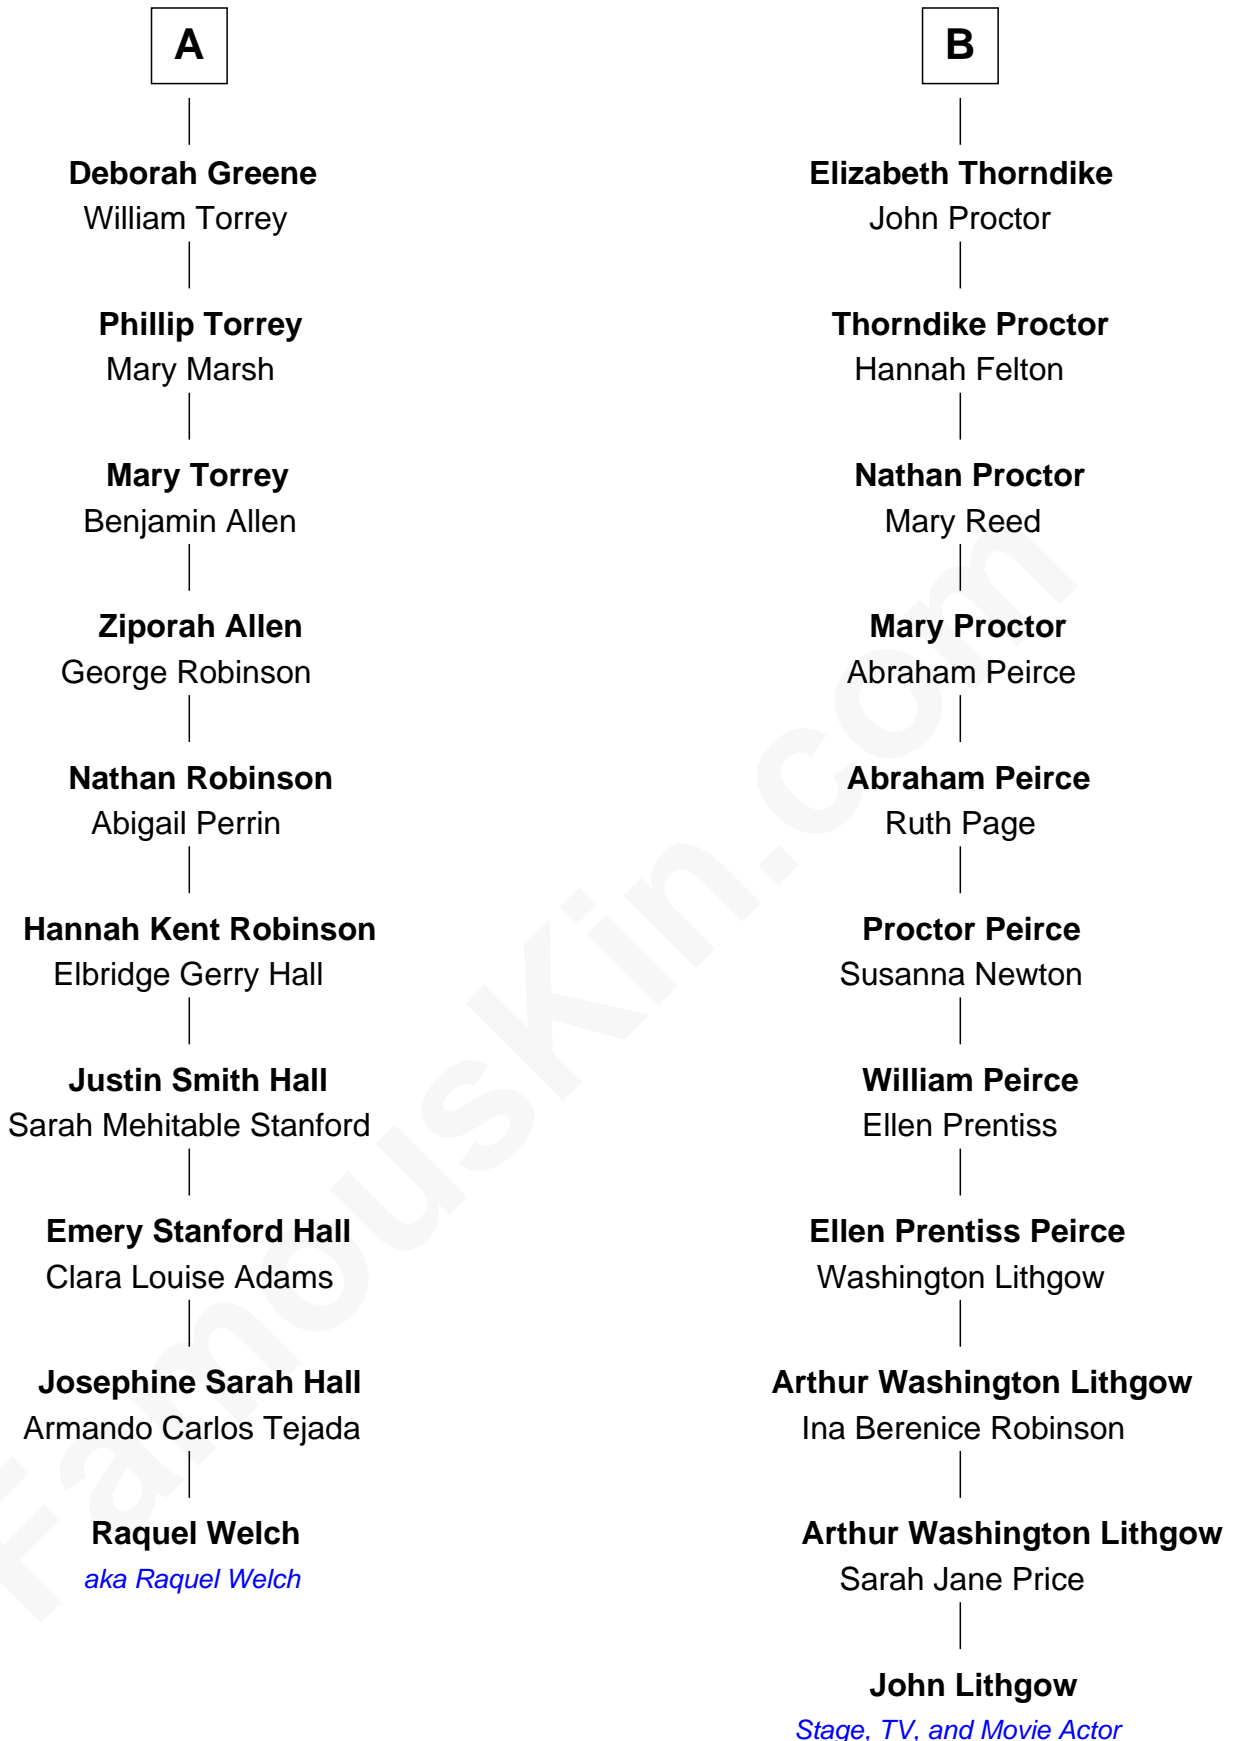 A
Deborah Greene
William Torrey
Phillip Torrey
Mary Marsh
Mary Torrey
Benjamin Allen
Ziporah Allen
George Robinson
Nathan Robinson
Abigail Perrin
Hannah Kent Robinson
Elbridge Gerry Hall
Justin Smith Hall
Sarah Mehitable Stanford
Emery Stanford Hall
Clara Louise Adams
Josephine Sarah Hall
Armando Carlos Tejada
Raquel Welch
aka Raquel Welch
B
Elizabeth Thorndike
John Proctor
Thorndike Proctor
Hannah Felton
Nathan Proctor
Mary Reed
Mary Proctor
Abraham Peirce
Abraham Peirce
Ruth Page
Proctor Peirce
Susanna Newton
William Peirce
Ellen Prentiss
Ellen Prentiss Peirce
Washington Lithgow
Arthur Washington Lithgow
Ina Berenice Robinson
Arthur Washington Lithgow
Sarah Jane Price
John Lithgow
Stage, TV, and Movie Actor
FamousKin.com